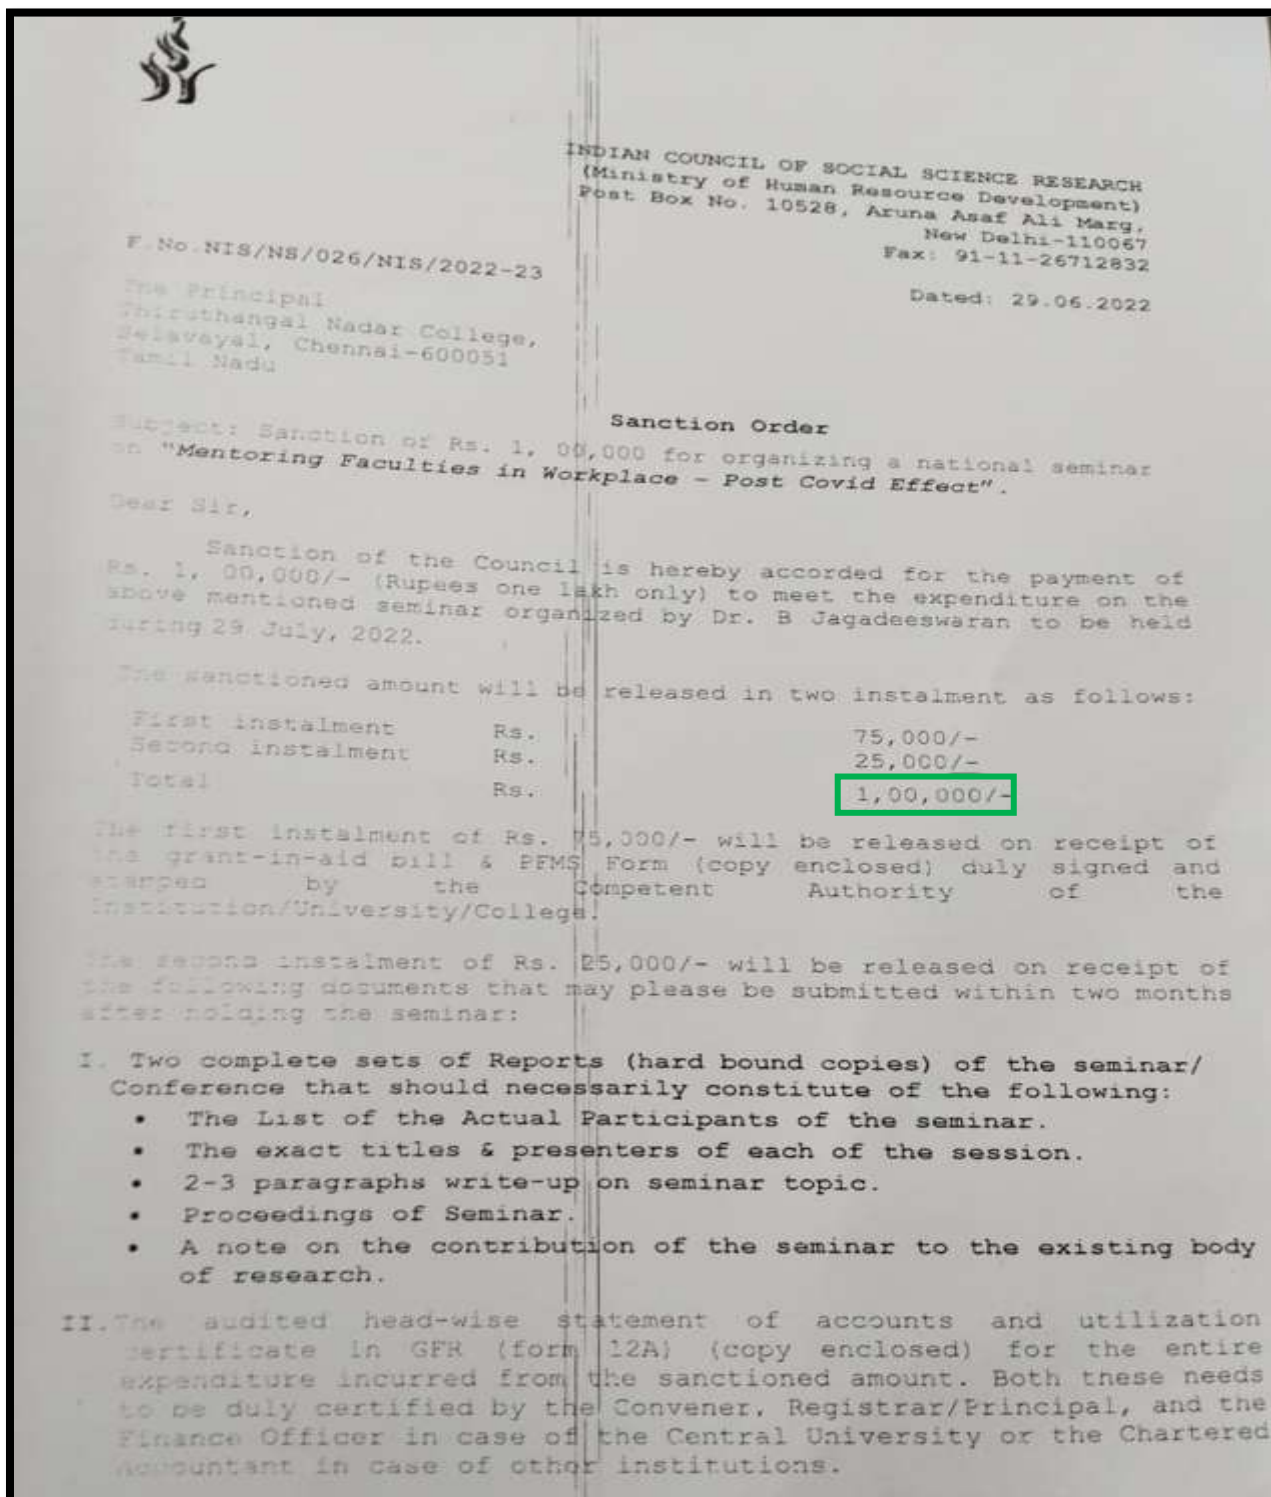 INDIAN COUNCIL OF SOCIAL SCIENCE RESEARCH
(Ministry of Human Resource Development)
Post Box No. 10528, Aruna Asaf Ali Marg,
New Delhi-110067
Fax: 91-11-26712832
F.No.NIS/NS/026/NIS/2022-23
Dated: 29.06.2022
The Principal
Thiruthangal Nadar College,
Selavayal, Chennai-600051
Tamil Nadu
Sanction Order
Subject: Sanction of Rs. 1, 00,000 for organizing a national seminar
on "Mentoring Faculties in Workplace – Post Covid Effect".
Dear Sir,
Sanction of the Council is hereby accorded for the payment of
Rs. 1, 00,000/- (Rupees one lakh only) to meet the expenditure on the
above mentioned seminar organized by Dr. B Jagadeeswaran to be held
during 29 July, 2022.
The sanctioned amount will be released in two instalment as follows:
First instalment Rs. 75,000/-
Second instalment Rs. 25,000/-
Total Rs. 1,00,000/-
The first instalment of Rs. 75,000/- will be released on receipt of
the grant-in-aid bill & PFMS Form (copy enclosed) duly signed and
stamped by the Competent Authority of the
Institution/University/College.
The second instalment of Rs. 25,000/- will be released on receipt of
the following documents that may please be submitted within two months
after holding the seminar:
I. Two complete sets of Reports (hard bound copies) of the seminar/
Conference that should necessarily constitute of the following:
• The List of the Actual Participants of the seminar.
• The exact titles & presenters of each of the session.
• 2-3 paragraphs write-up on seminar topic.
• Proceedings of Seminar.
• A note on the contribution of the seminar to the existing body
of research.
II. The audited head-wise statement of accounts and utilization
certificate in GFR (form 12A) (copy enclosed) for the entire
expenditure incurred from the sanctioned amount. Both these needs
to be duly certified by the Convener, Registrar/Principal, and the
Finance Officer in case of the Central University or the Chartered
Accountant in case of other institutions.